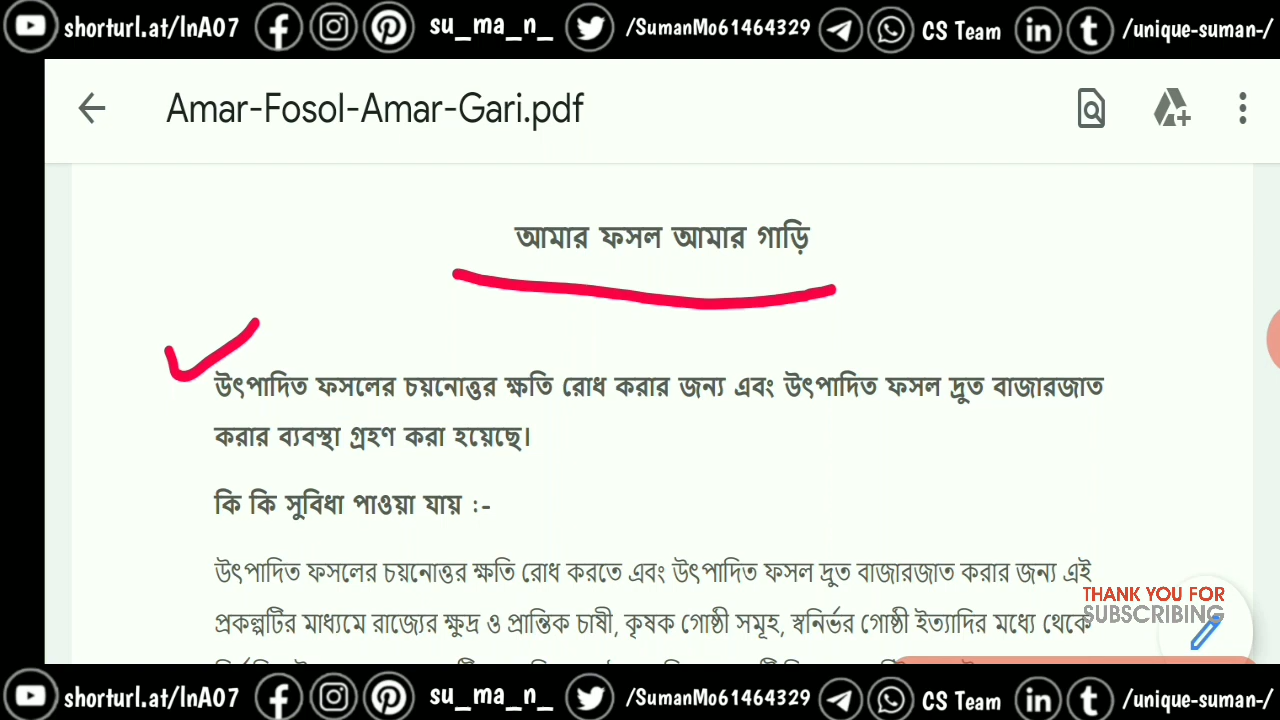 shorturl.at/lnA07 su_ma_n_ /SumanMo61464329 CS Team /unique-suman-/
Amar-Fosol-Amar-Gari.pdf
আমার ফসল আমার গাড়ি
উৎপাদিত ফসলের চয়নোত্তর ক্ষতি রোধ করার জন্য এবং উৎপাদিত ফসল দ্রুত বাজারজাত
করার ব্যবস্থা গ্রহণ করা হয়েছে।
কি কি সুবিধা পাওয়া যায় :-
উৎপাদিত ফসলের চয়নোত্তর ক্ষতি রোধ করতে এবং উৎপাদিত ফসল দ্রুত বাজারজাত করার জন্য এই
প্রকল্পটির মাধ্যমে রাজ্যের ক্ষুদ্র ও প্রান্তিক চাষী, কৃষক গোষ্ঠী সমূহ, স্বনির্ভর গোষ্ঠী ইত্যাদির মধ্যে থেকে
THANK YOU FOR
SUBSCRIBING
shorturl.at/lnA07 su_ma_n_ /SumanMo61464329 CS Team /unique-suman-/